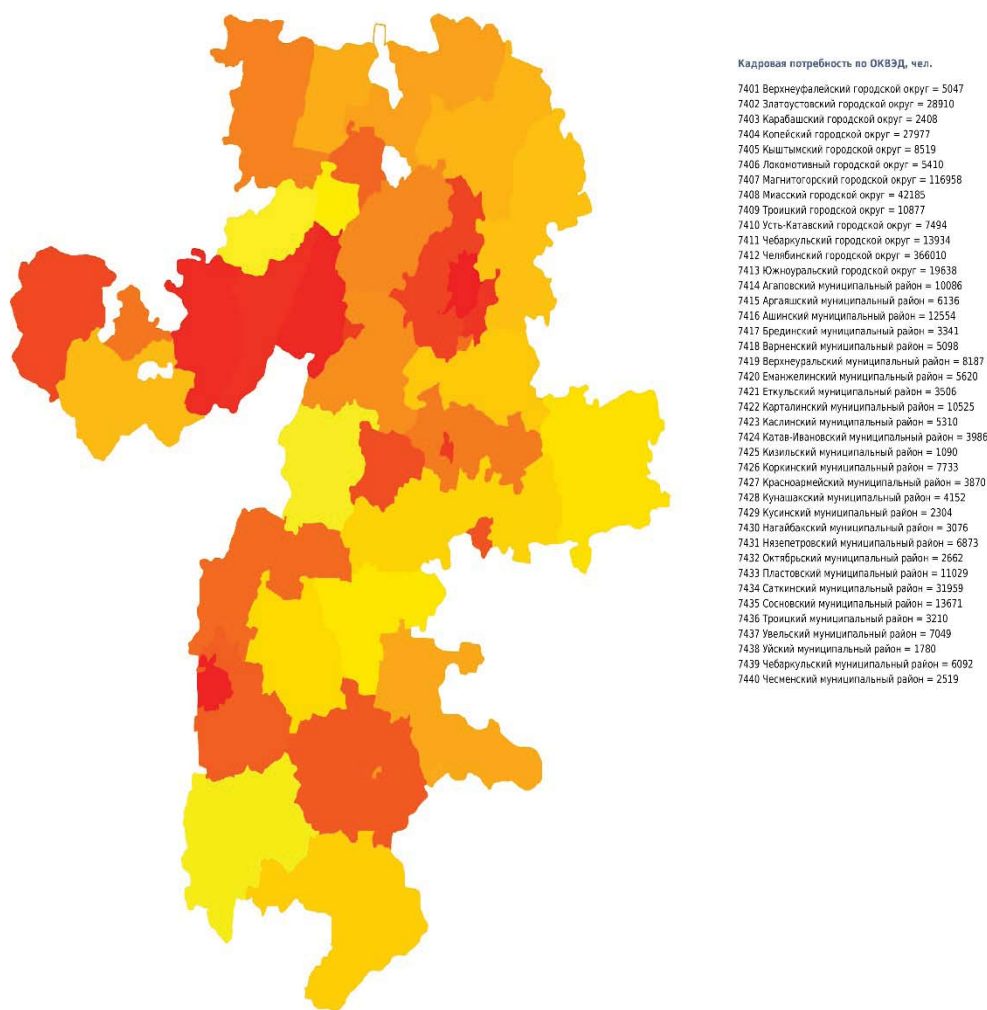 Кадровая потребность по ОКВЭД, чел.
7401 Верхнеуфалейский городской округ = 5047
7402 Златоустовский городской округ = 28910
7403 Карабашский городской округ = 2408
7404 Копейский городской округ = 27977
7405 Кыштымский городской округ = 8519
7406 Локомотивный городской округ = 5410
7407 Магнитогорский городской округ = 116958
7408 Миасский городской округ = 42185
7409 Троицкий городской округ = 10877
7410 Усть-Катавский городской округ = 7494
7411 Чебаркульский городской округ = 13934
7412 Челябинский городской округ = 366010
7413 Южноуральский городской округ = 19638
7414 Агаповский муниципальный район = 10086
7415 Аргаяшский муниципальный район = 6136
7416 Ашинский муниципальный район = 12554
7417 Брединский муниципальный район = 3341
7418 Варненский муниципальный район = 5098
7419 Верхнеуральский муниципальный район = 8187
7420 Еманжелинский муниципальный район = 5620
7421 Еткульский муниципальный район = 3506
7422 Карталинский муниципальный район = 10525
7423 Каслинский муниципальный район = 5310
7424 Катав-Ивановский муниципальный район = 3986
7425 Кизильский муниципальный район = 1090
7426 Коркинский муниципальный район = 7733
7427 Красноармейский муниципальный район = 3870
7428 Кунашакский муниципальный район = 4152
7429 Кусинский муниципальный район = 2304
7430 Нагайбакский муниципальный район = 3076
7431 Нязепетровский муниципальный район = 6873
7432 Октябрьский муниципальный район = 2662
7433 Пластовский муниципальный район = 11029
7434 Саткинский муниципальный район = 31959
7435 Сосновский муниципальный район = 13671
7436 Троицкий муниципальный район = 3210
7437 Увельский муниципальный район = 7049
7438 Уйский муниципальный район = 1780
7439 Чебаркульский муниципальный район = 6092
7440 Чесменский муниципальный район = 2519